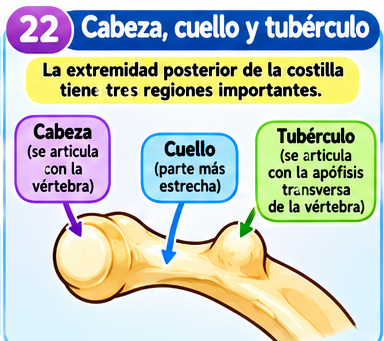 22 Cabeza, cuello y tubérculo
La extremidad posterior de la costilla
tiene tres regiones importantes.
Cabeza
(se articula
con la
vértebra)
Cuello
(parte más
estrecha)
Tubérculo
(se articula
con la apófisis
transversa
de la vértebra)